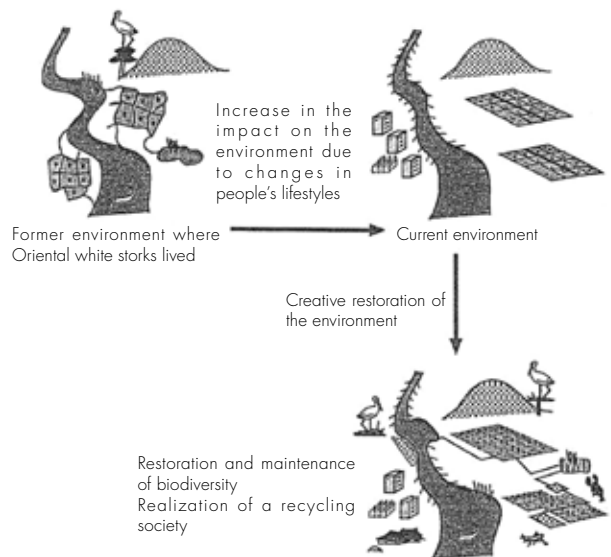 Increase in the
impact on the
environment due
to changes in
people's lifestyles
Former environment where
Oriental white storks lived
Current environment
Creative restoration of
the environment
Restoration and maintenance
of biodiversity
Realization of a recycling
society